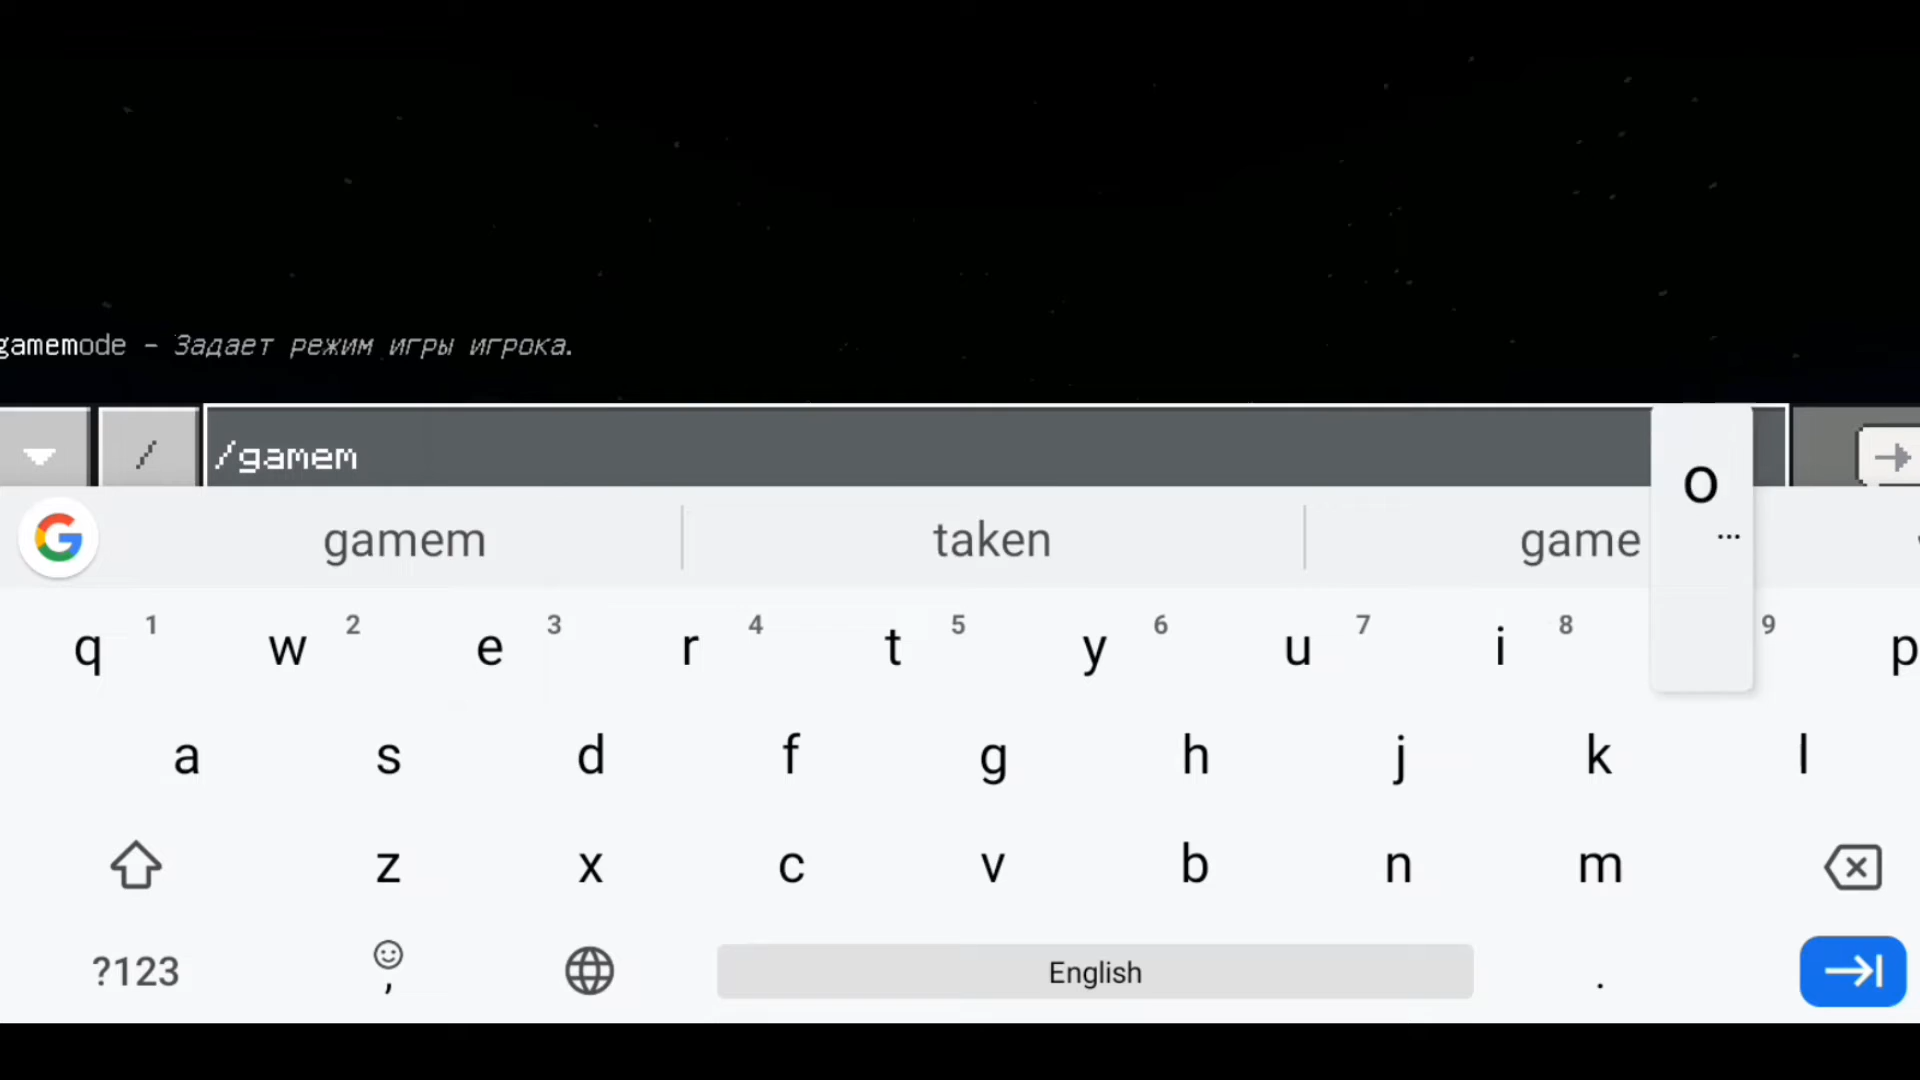 gamemode – Задает режим игры игрока.
/ /gamem
o
...
gamem taken game
q 1 w 2 e 3 r 4 t 5 y 6 u 7 i 8 9 p
a s d f g h j k l
z x c v b n m
?123 , English .